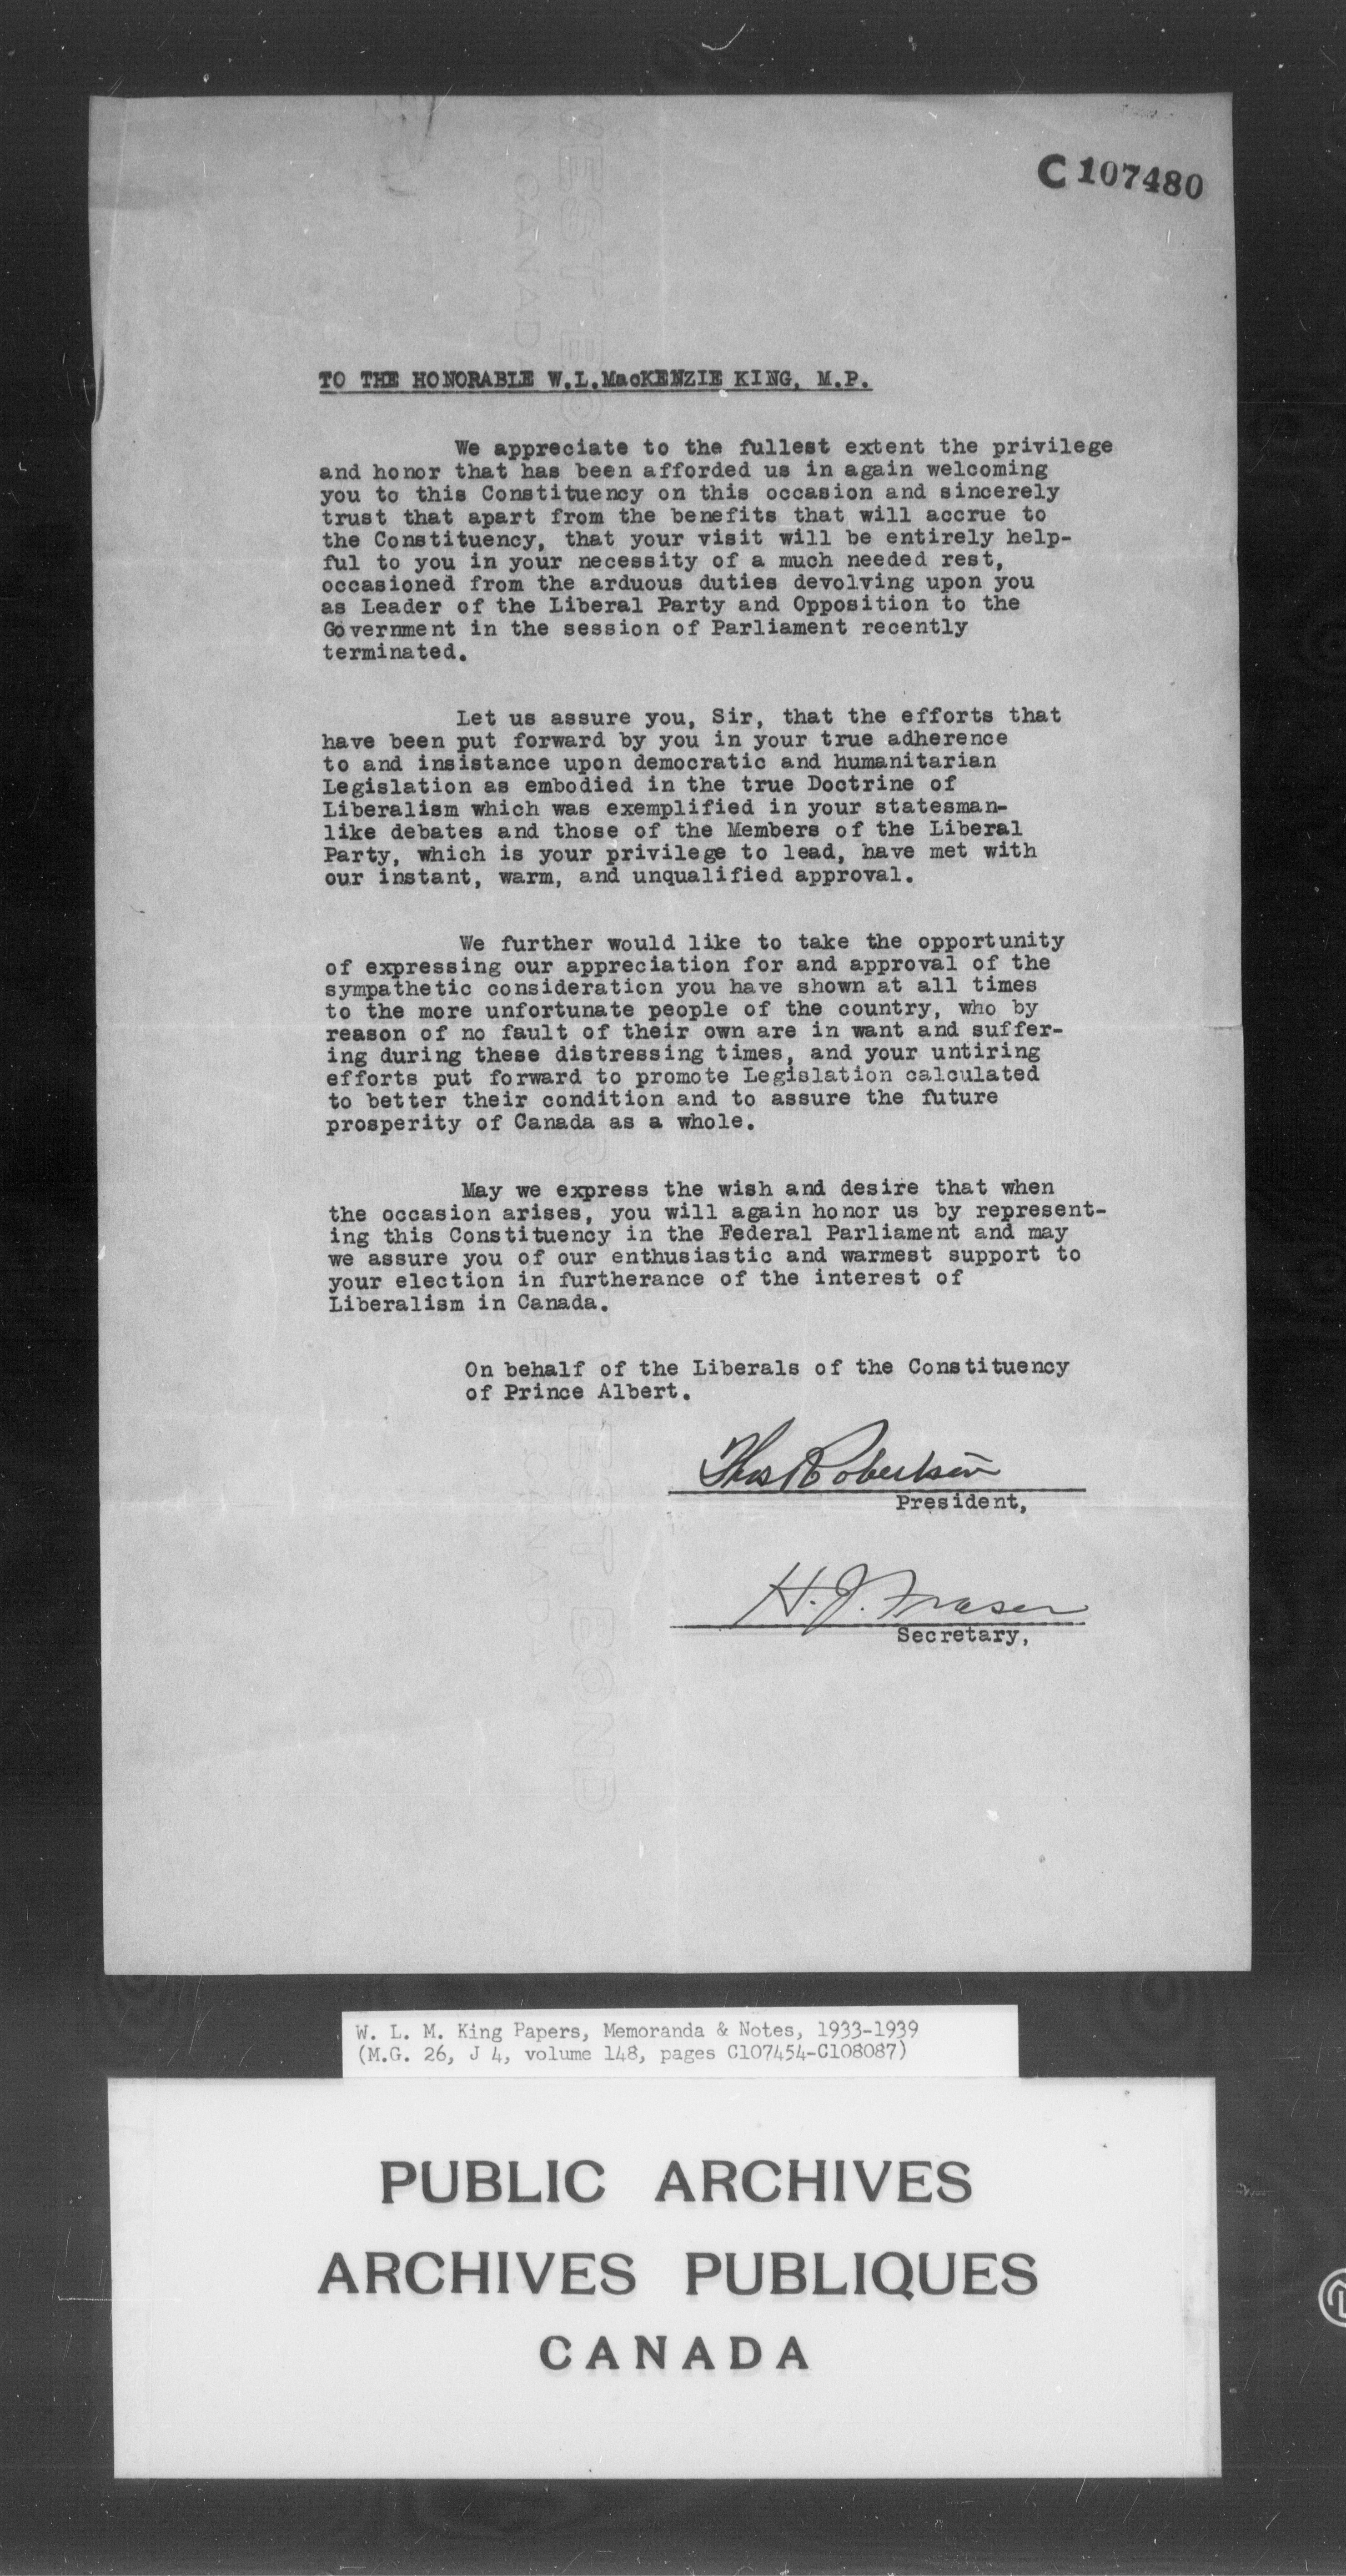 C 107480
TO THE HONORABLE W.L.MacKENZIE KING, M.P.
We appreciate to the fullest extent the privilege
and honor that has been afforded us in again welcoming
you to this Constituency on this occasion and sincerely
trust that apart from the benefits that will accrue to
the Constituency, that your visit will be entirely help-
ful to you in your necessity of a much needed rest,
occasioned from the arduous duties devolving upon you
as Leader of the Liberal Party and Opposition to the
Government in the session of Parliament recently
terminated.
Let us assure you, Sir, that the efforts that
have been put forward by you in your true adherence
to and insistance upon democratic and humanitarian
Legislation as embodied in the true Doctrine of
Liberalism which was exemplified in your statesman-
like debates and those of the Members of the Liberal
Party, which is your privilege to lead, have met with
our instant, warm, and unqualified approval.
We further would like to take the opportunity
of expressing our appreciation for and approval of the
sympathetic consideration you have shown at all times
to the more unfortunate people of the country, who by
reason of no fault of their own are in want and suffer-
ing during these distressing times, and your untiring
efforts put forward to promote Legislation calculated
to better their condition and to assure the future
prosperity of Canada as a whole.
May we express the wish and desire that when
the occasion arises, you will again honor us by represent-
ing this Constituency in the Federal Parliament and may
we assure you of our enthusiastic and warmest support to
your election in furtherance of the interest of
Liberalism in Canada.
On behalf of the Liberals of the Constituency
of Prince Albert.
Thos Robertson
President,
H. J. Fraser
Secretary,
W. L. M. King Papers, Memoranda & Notes, 1933-1939
(M.G. 26, J 4, volume 148, pages C107454-C108087)
PUBLIC ARCHIVES
ARCHIVES PUBLIQUES
CANADA